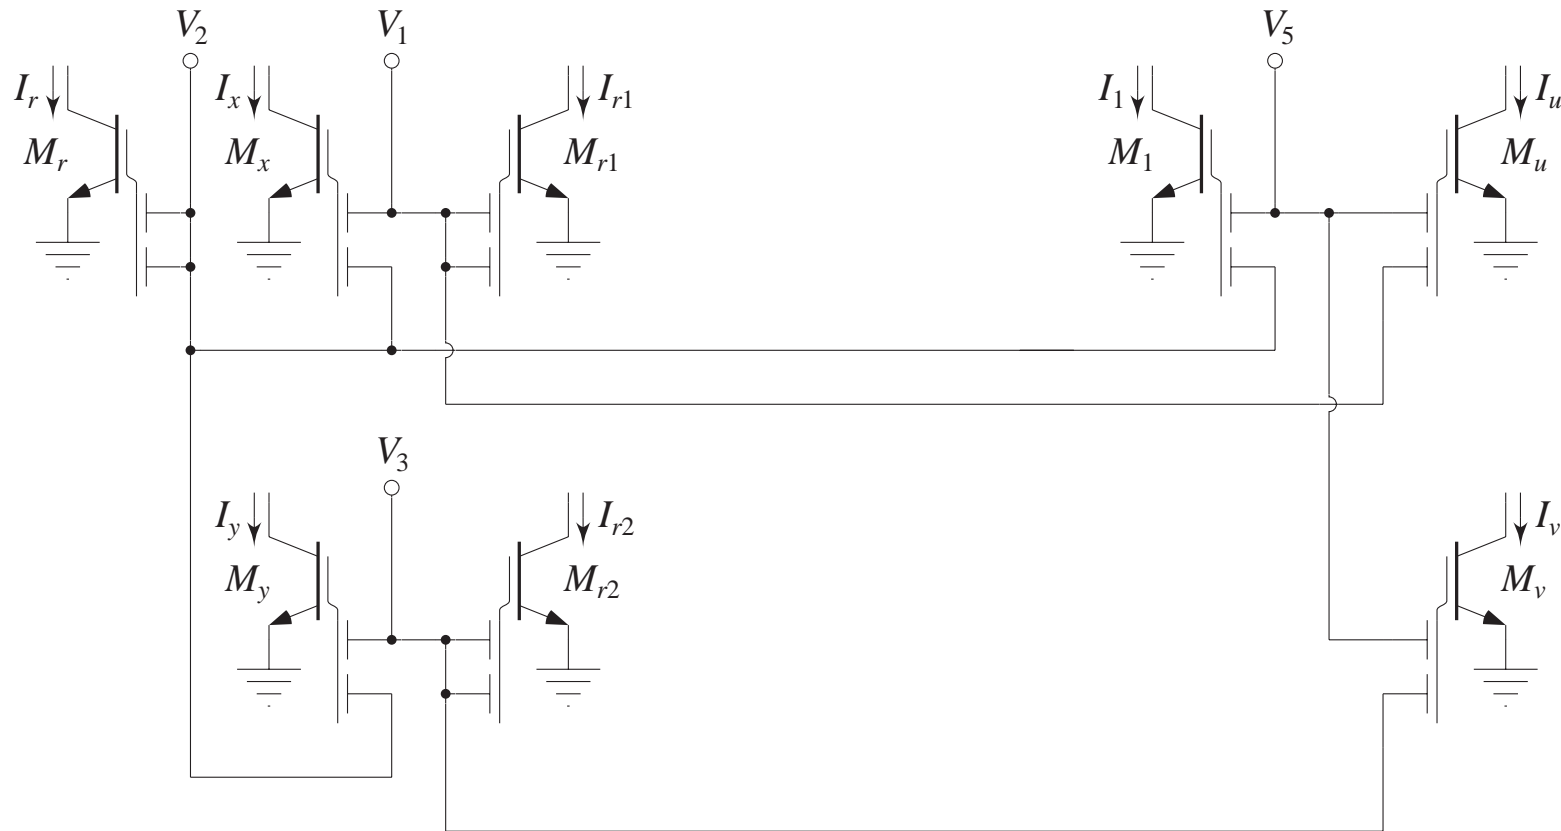 V2 V1 V5
Ir Ix Ir1 I1 Iu
Mr Mx Mr1 M1 Mu
V3
Iy Ir2 Iv
My Mr2 Mv